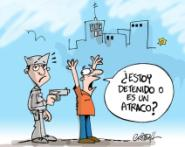 ¿ESTOY
DETENIDO O
ES UN
ATRACO?